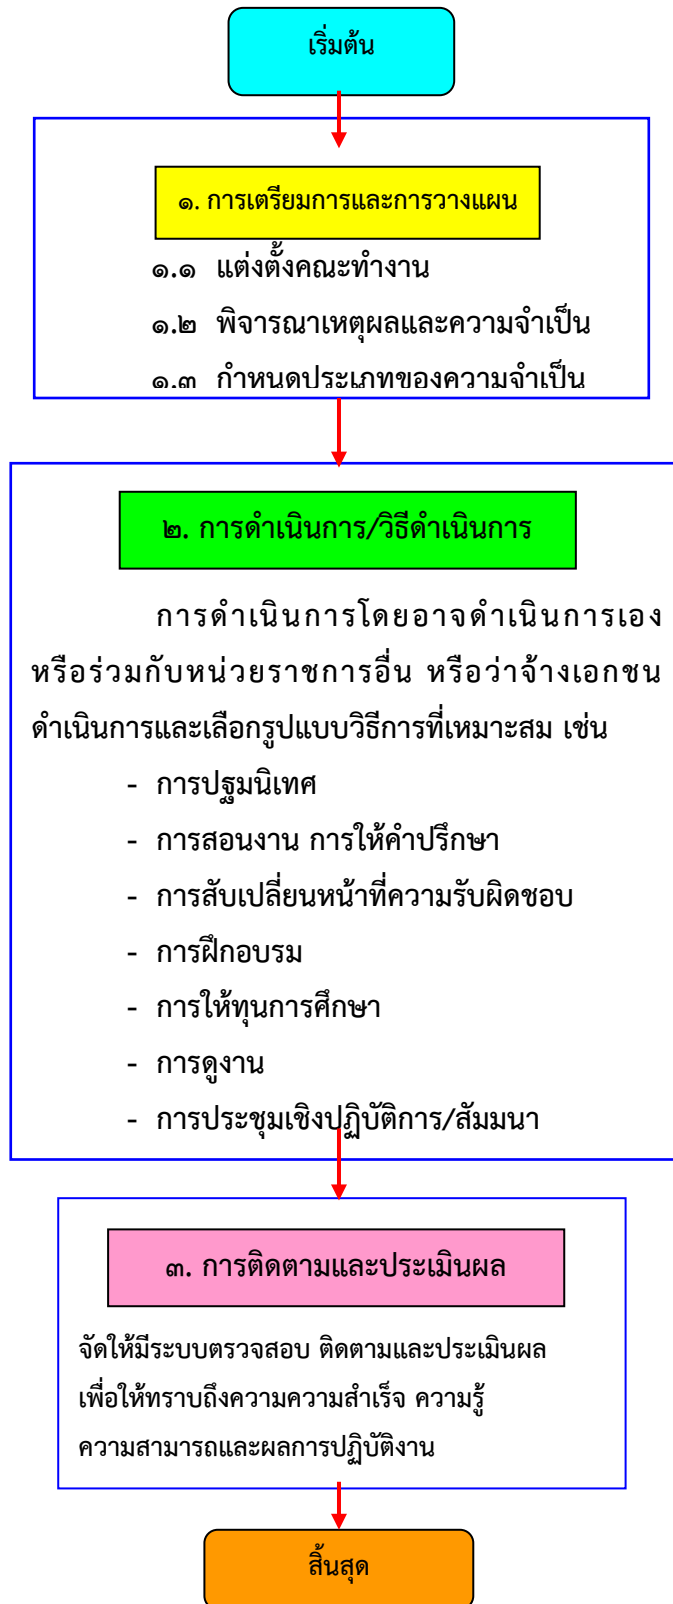 เริ่มต้น
๑. การเตรียมการและการวางแผน
๑.๑ แต่งตั้งคณะทำงาน
๑.๒ พิจารณาเหตุผลและความจำเป็น
๑.๓ กำหนดประเภทของความจำเป็น
๒. การดำเนินการ/วิธีดำเนินการ
การดำเนินการโดยอาจดำเนินการเอง
หรือร่วมกับหน่วยราชการอื่น หรือว่าจ้างเอกชน
ดำเนินการและเลือกรูปแบบวิธีการที่เหมาะสม เช่น
- การปฐมนิเทศ
- การสอนงาน การให้คำปรึกษา
- การสับเปลี่ยนหน้าที่ความรับผิดชอบ
- การฝึกอบรม
- การให้ทุนการศึกษา
- การดูงาน
- การประชุมเชิงปฏิบัติการ/สัมมนา
๓. การติดตามและประเมินผล
จัดให้มีระบบตรวจสอบ ติดตามและประเมินผล
เพื่อให้ทราบถึงความความสำเร็จ ความรู้
ความสามารถและผลการปฏิบัติงาน
สิ้นสุด